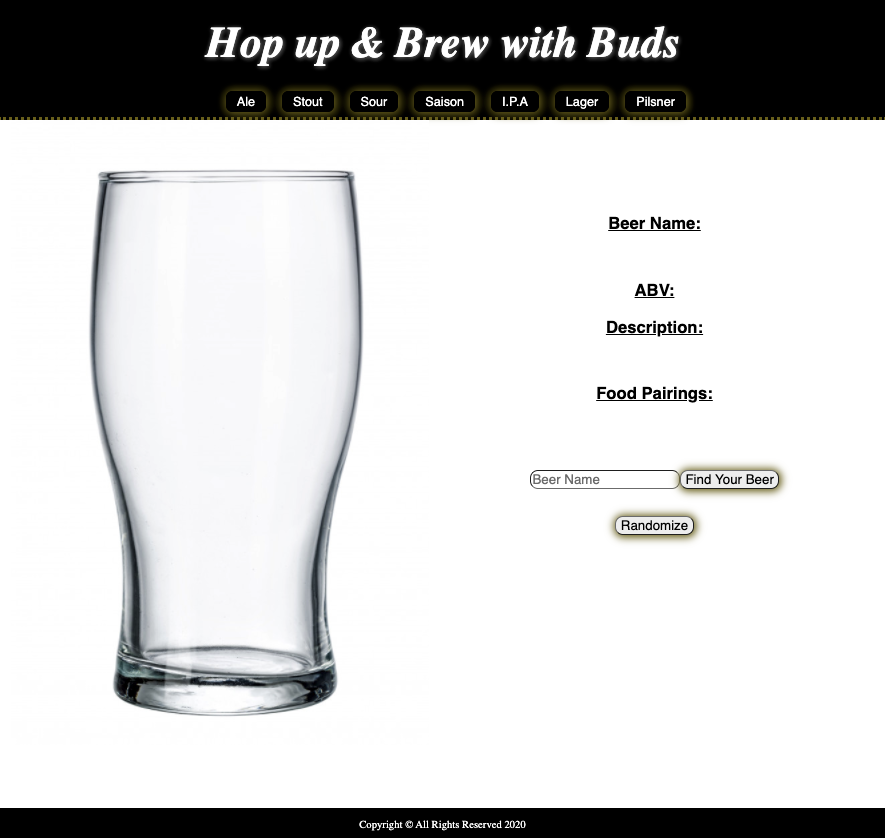 Hop up & Brew with Buds
Ale Stout Sour Saison I.P.A Lager Pilsner
Beer Name:
ABV:
Description:
Food Pairings:
Beer Name Find Your Beer
Randomize
Copyright © All Rights Reserved 2020